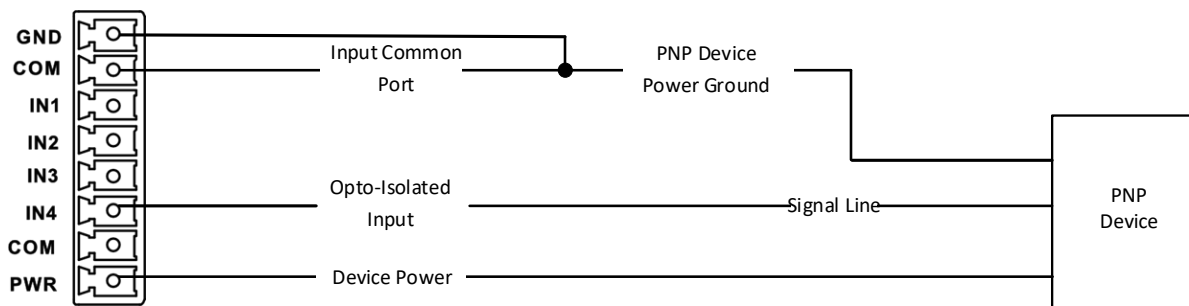 GND
COM
IN1
IN2
IN3
IN4
COM
PWR
Input Common
Port
PNP Device
Power Ground
Opto-Isolated
Input
Signal Line
Device Power
PNP
Device